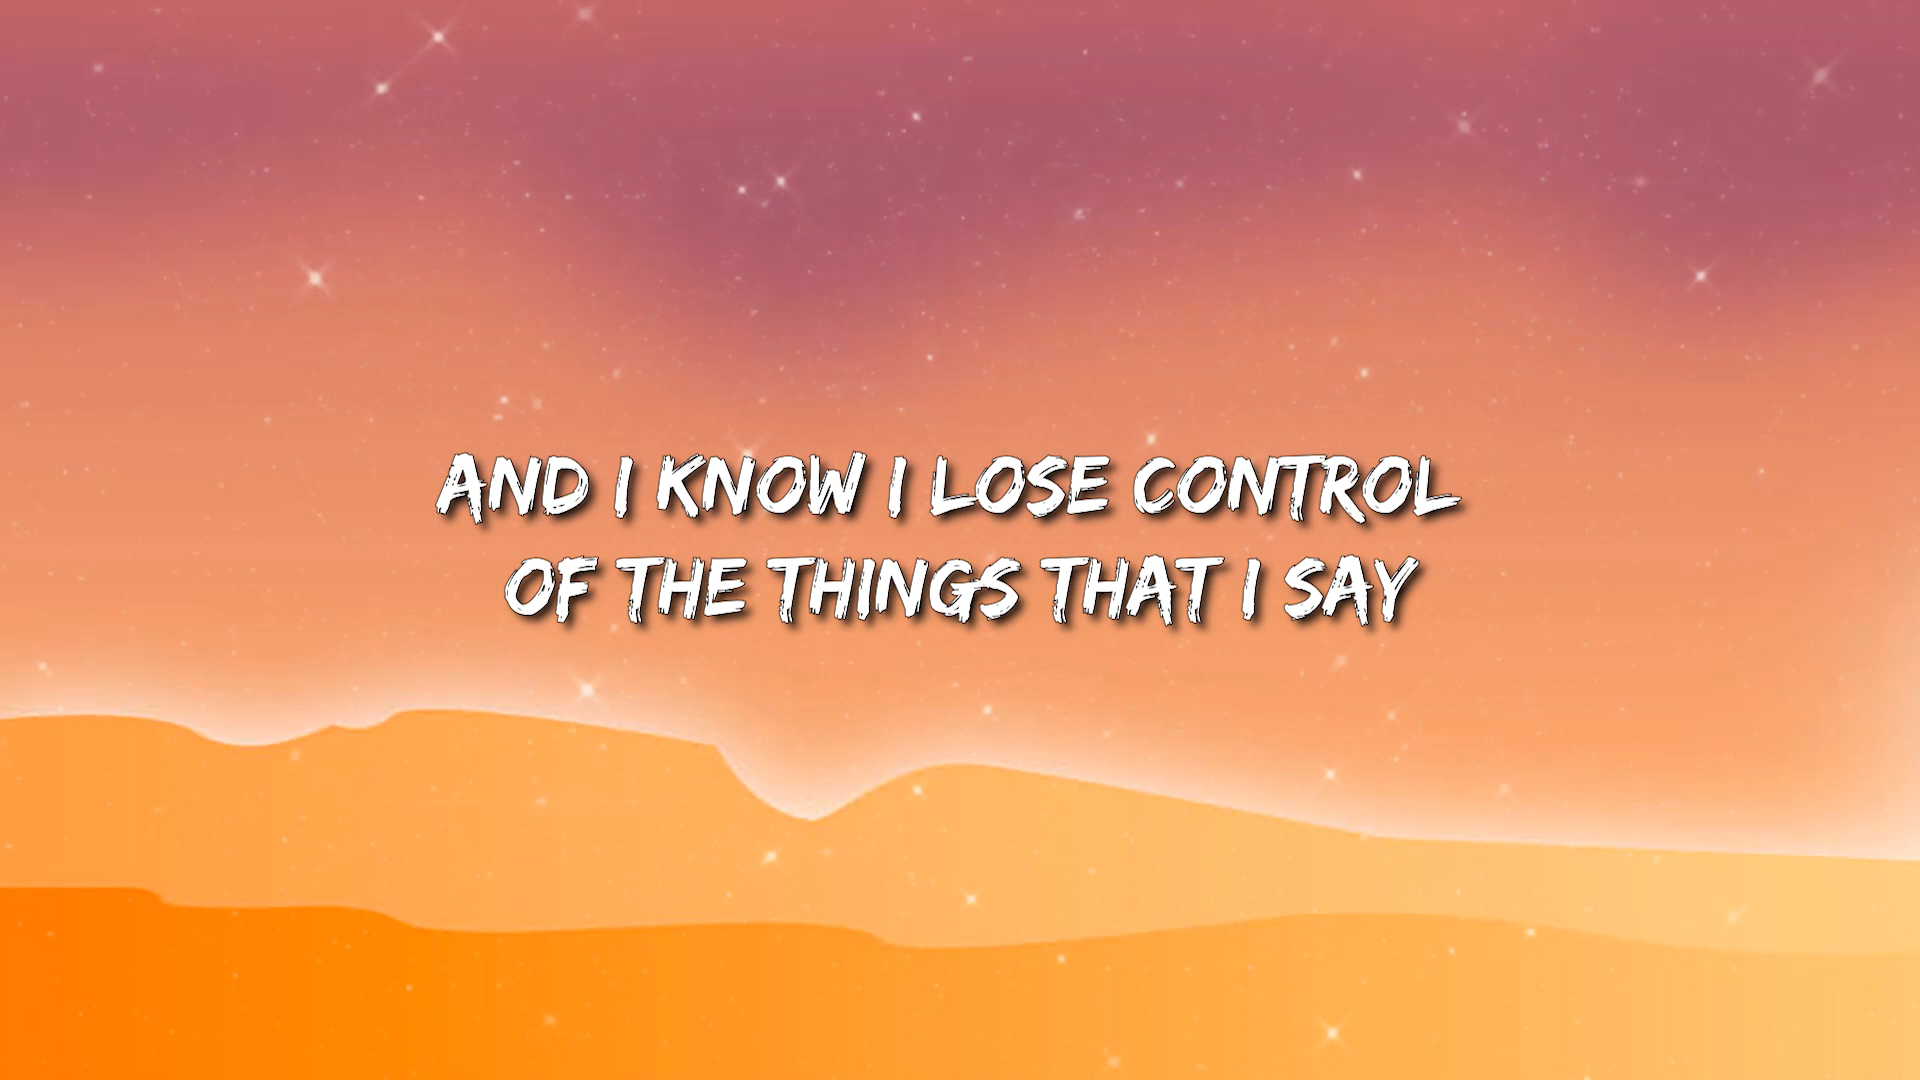 AND I KNOW I LOSE CONTROL
OF THE THINGS THAT I SAY